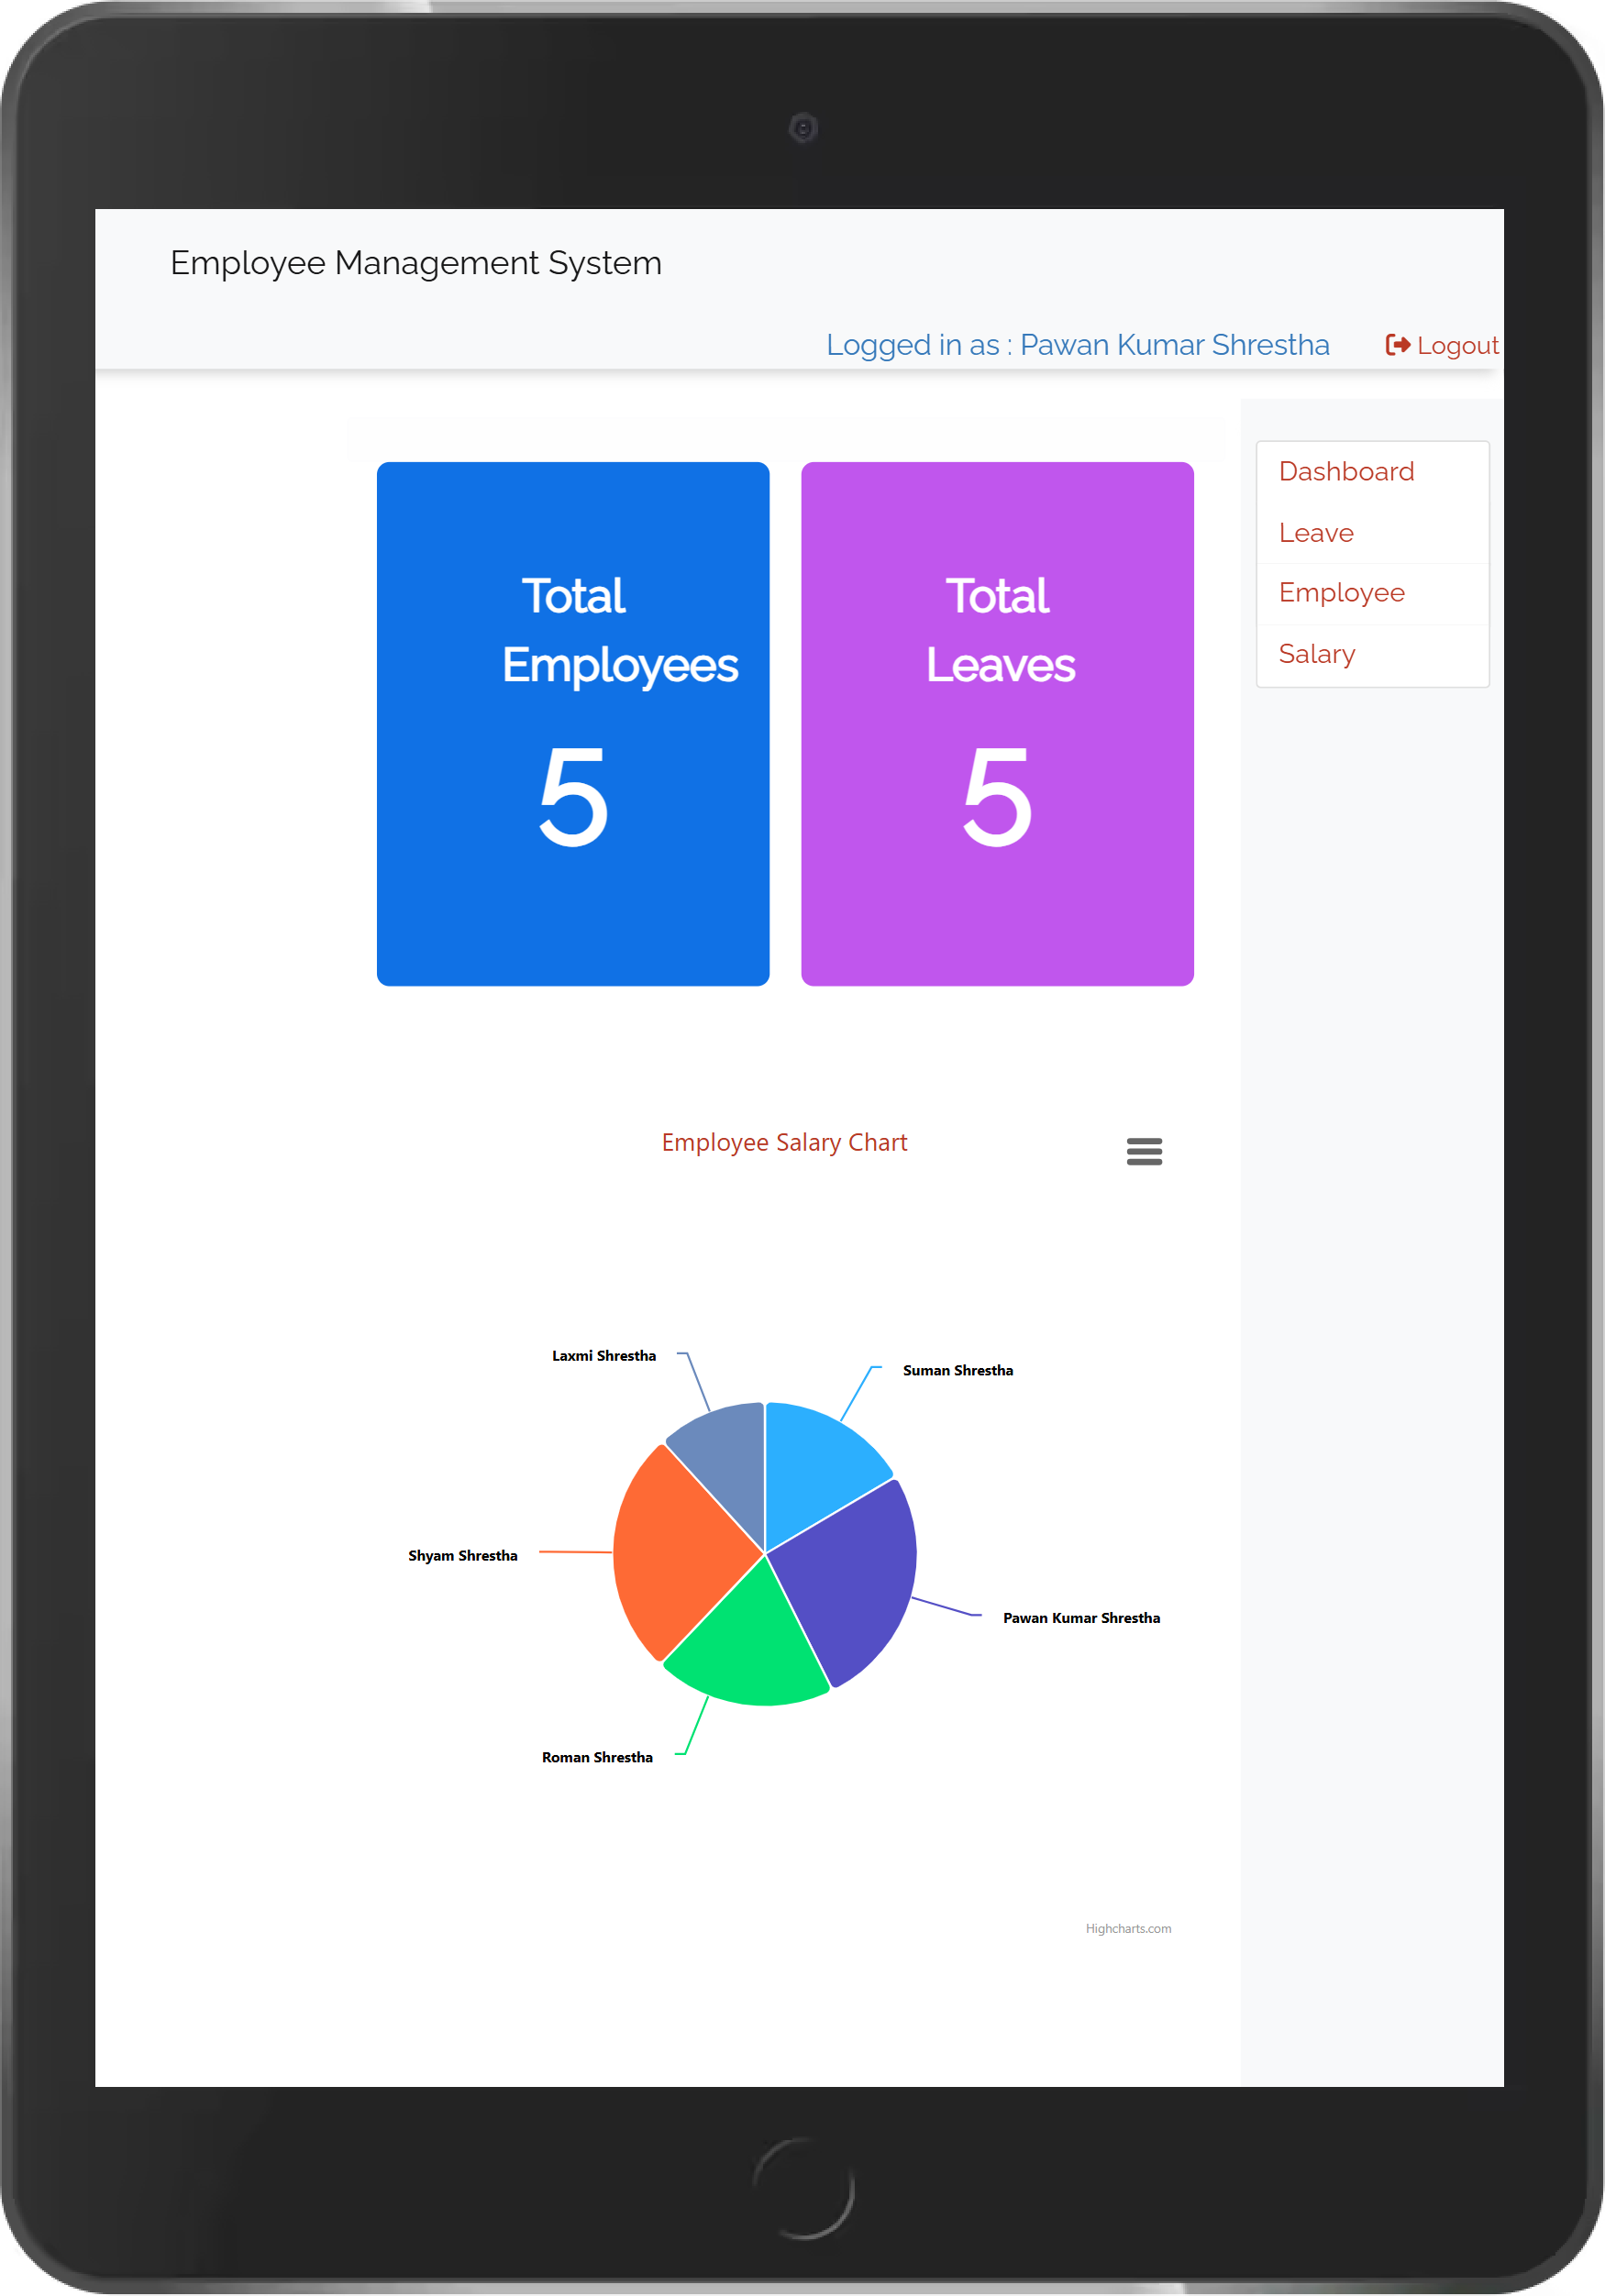 Employee Management System
Logged in as : Pawan Kumar Shrestha
Logout
Dashboard
Leave
Employee
Salary
Total
Employees
5
Total
Leaves
5
Employee Salary Chart
Laxmi Shrestha
Suman Shrestha
Shyam Shrestha
Pawan Kumar Shrestha
Roman Shrestha
Highcharts.com